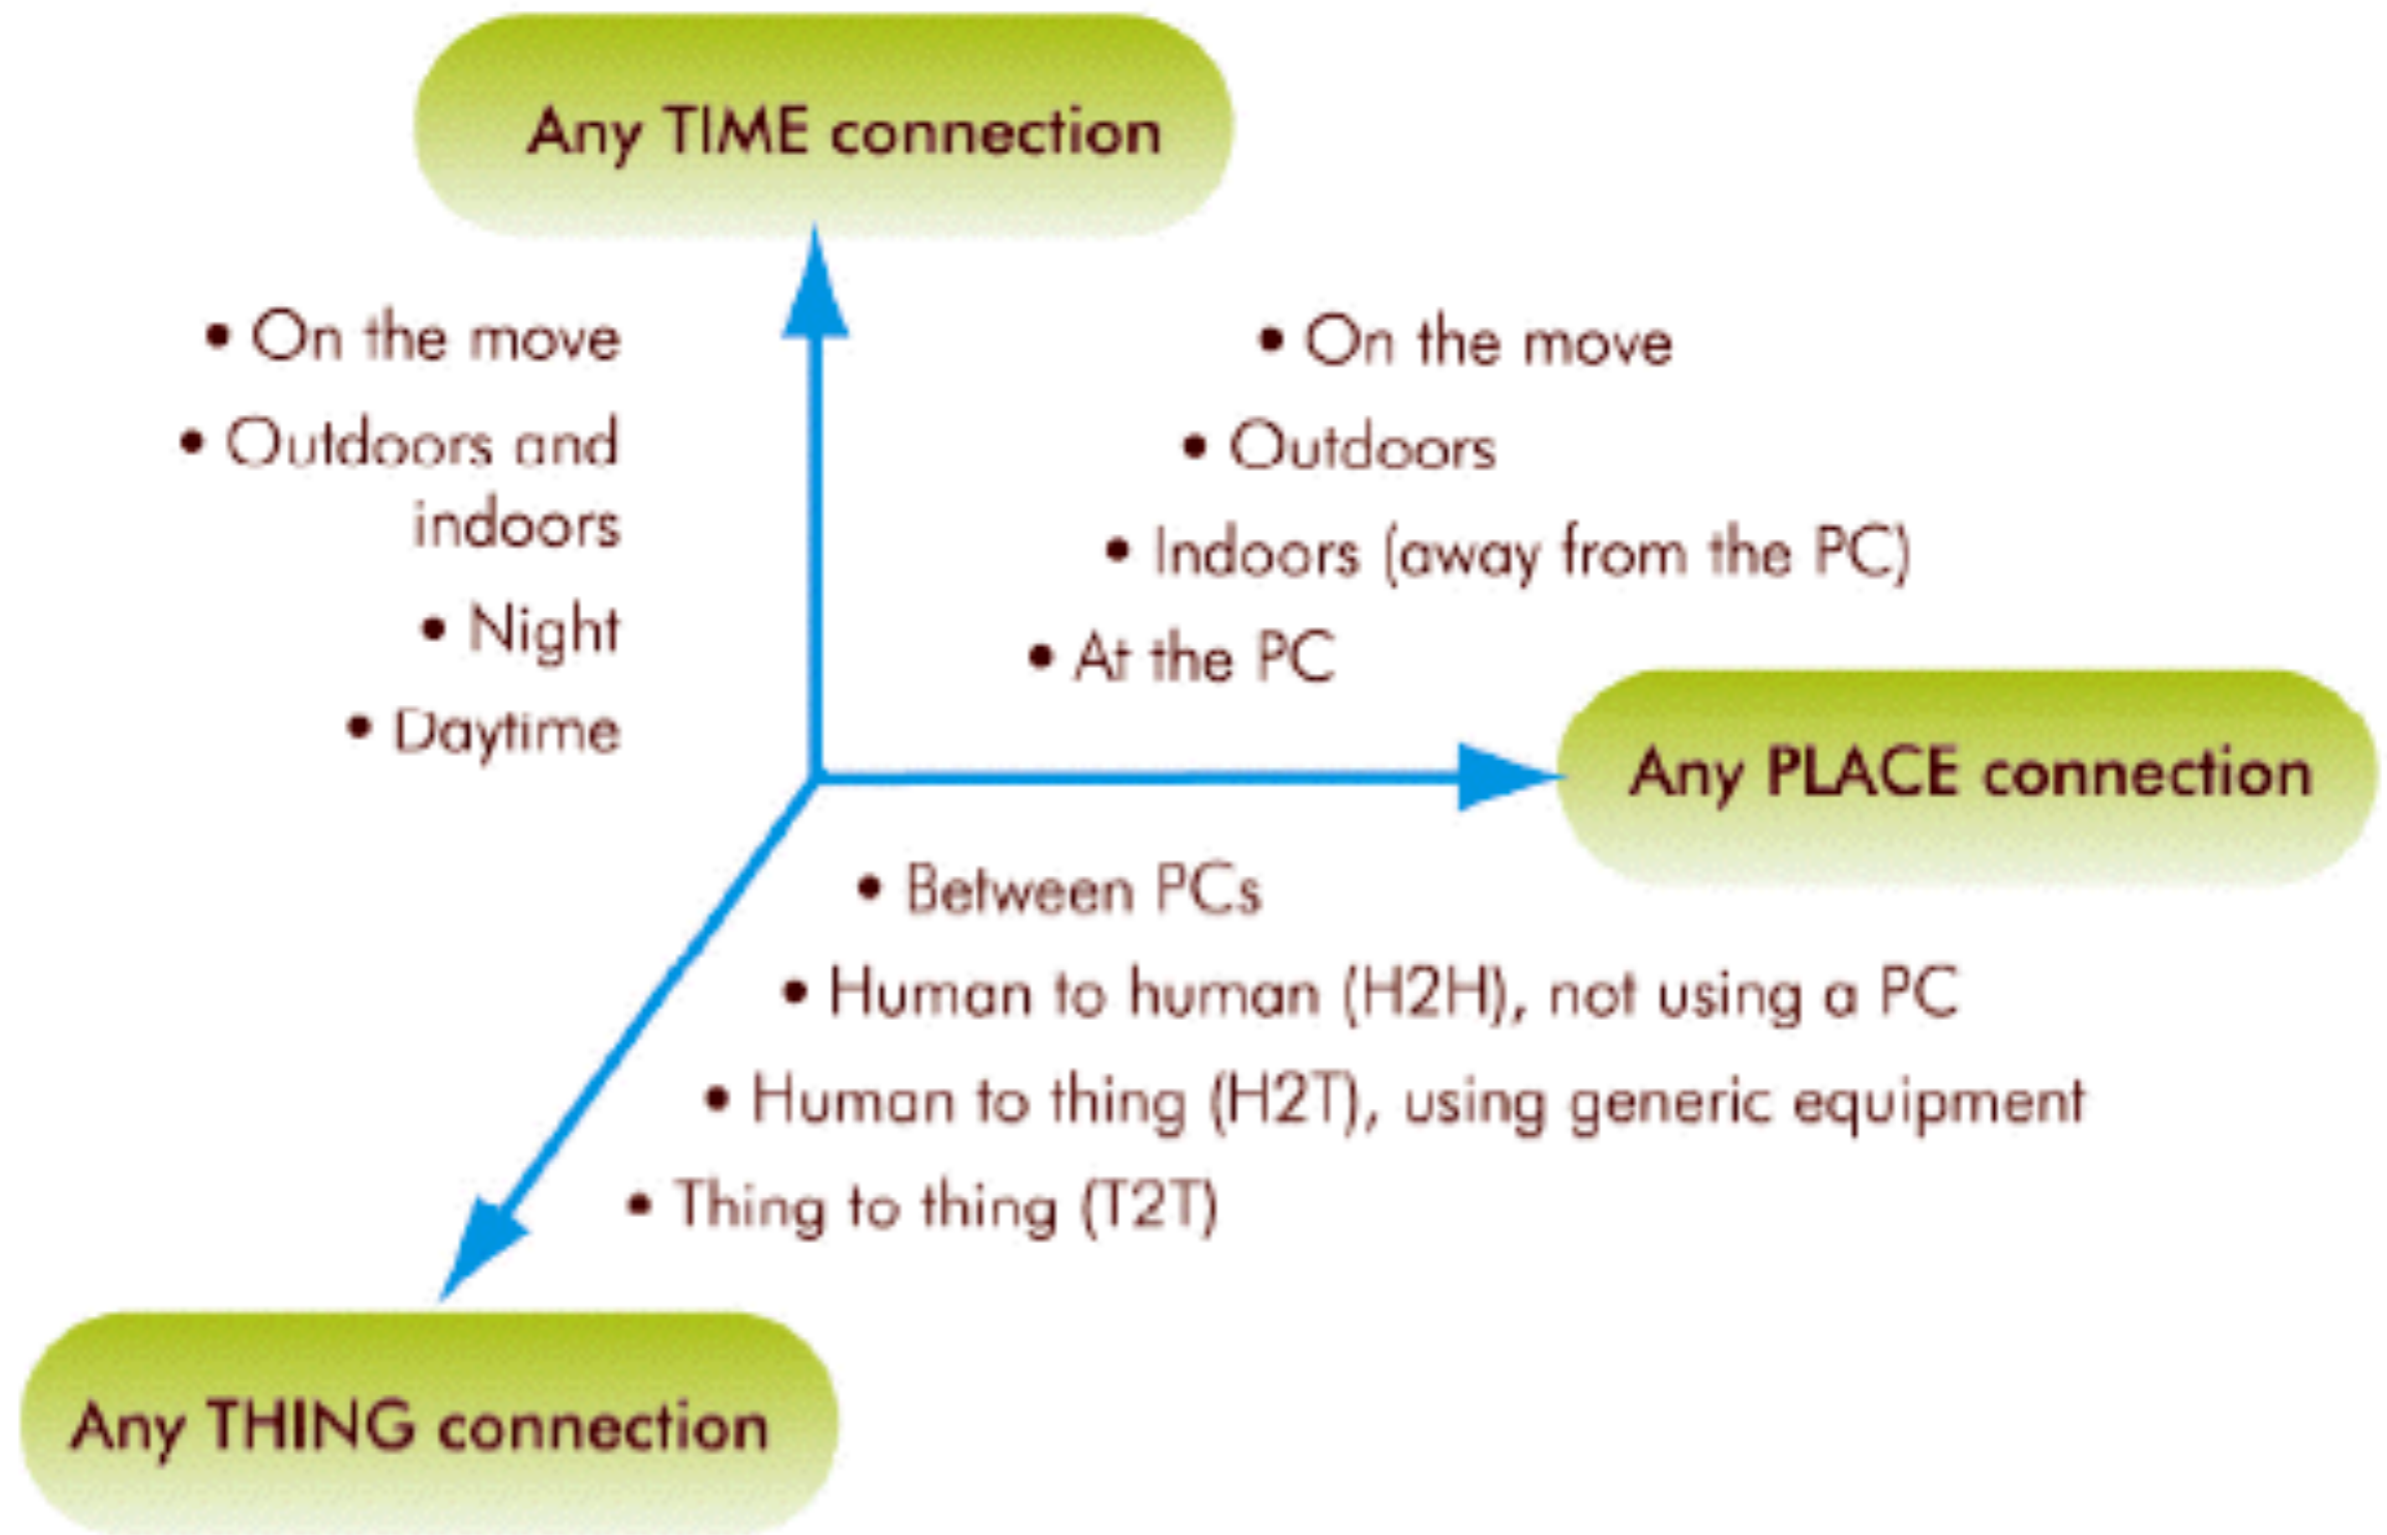 Any TIME connection
• On the move
• Outdoors and
indoors
• Night
• Daytime
• On the move
• Outdoors
• Indoors (away from the PC)
• At the PC
Any PLACE connection
• Between PCs
• Human to human (H2H), not using a PC
• Human to thing (H2T), using generic equipment
• Thing to thing (T2T)
Any THING connection